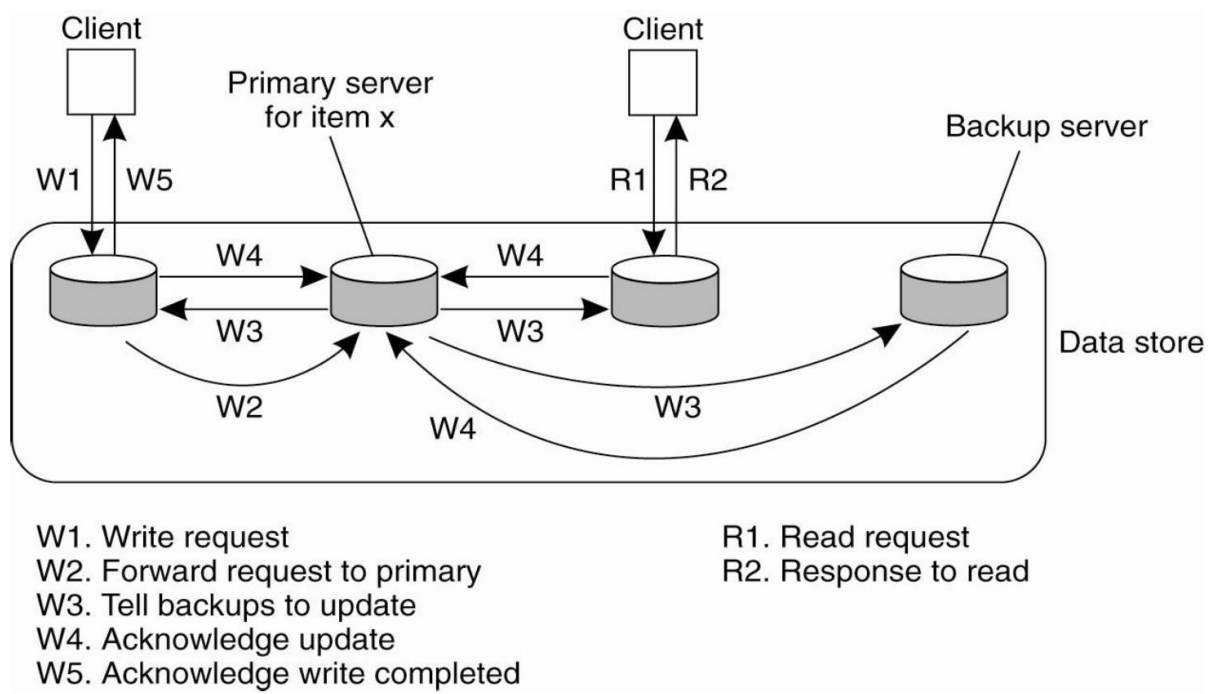 Client
Client
Primary server
for item x
Backup server
W1
W5
R1
R2
W4
W4
W3
W3
Data store
W2
W3
W4
W1. Write request
W2. Forward request to primary
W3. Tell backups to update
W4. Acknowledge update
W5. Acknowledge write completed
R1. Read request
R2. Response to read